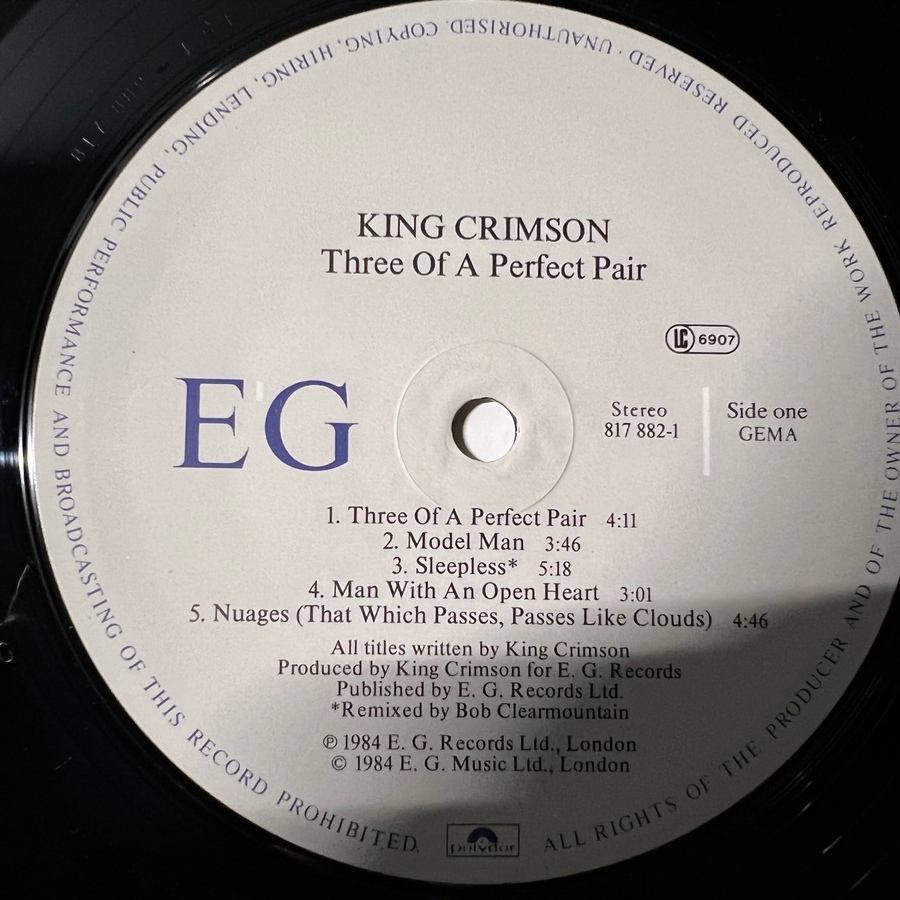 KING CRIMSON
Three Of A Perfect Pair
LC 6907
EG
Stereo
817 882-1
Side one
GEMA
1. Three Of A Perfect Pair 4:11
2. Model Man 3:46
3. Sleepless* 5:18
4. Man With An Open Heart 3:01
5. Nuages (That Which Passes, Passes Like Clouds) 4:46
All titles written by King Crimson
Produced by King Crimson for E. G. Records
Published by E. G. Records Ltd.
*Remixed by Bob Clearmountain
℗ 1984 E. G. Records Ltd., London
© 1984 E. G. Music Ltd., London
polydor
ALL RIGHTS OF THE PRODUCER AND OF THE OWNER OF THE WORK REPRODUCED RESERVED · UNAUTHORISED. COPYING, HIRING, LENDING, PUBLIC PERFORMANCE AND BROADCASTING OF THIS RECORD PROHIBITED.